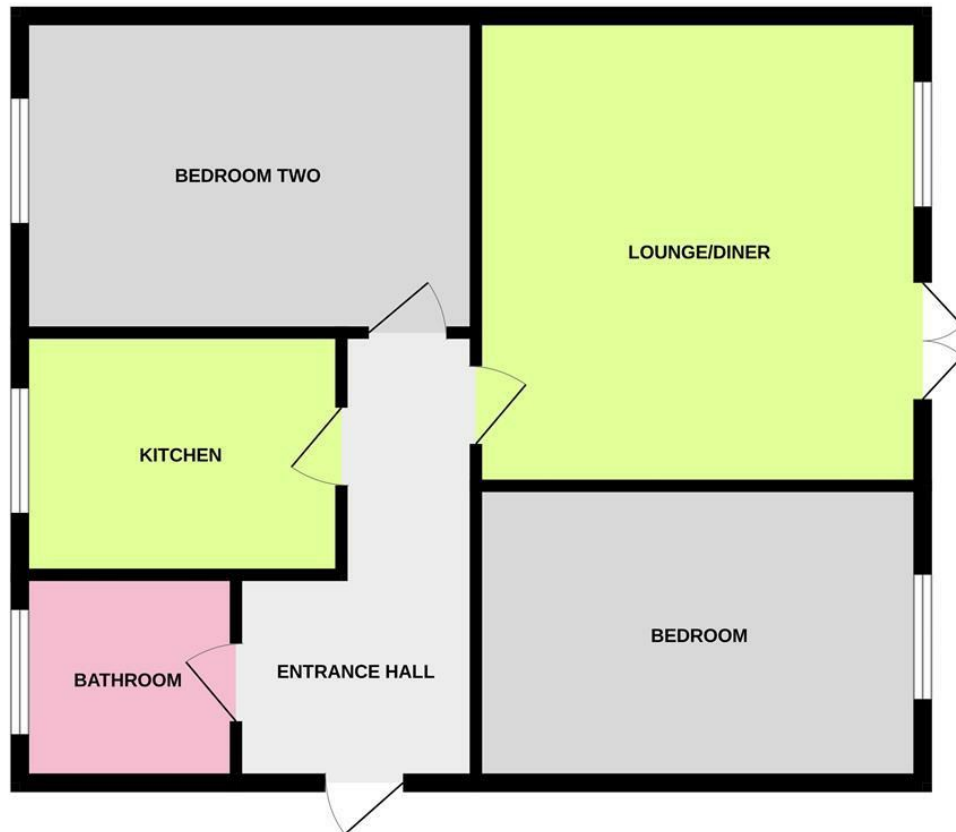 BEDROOM TWO
LOUNGE/DINER
KITCHEN
BEDROOM
BATHROOM
ENTRANCE HALL